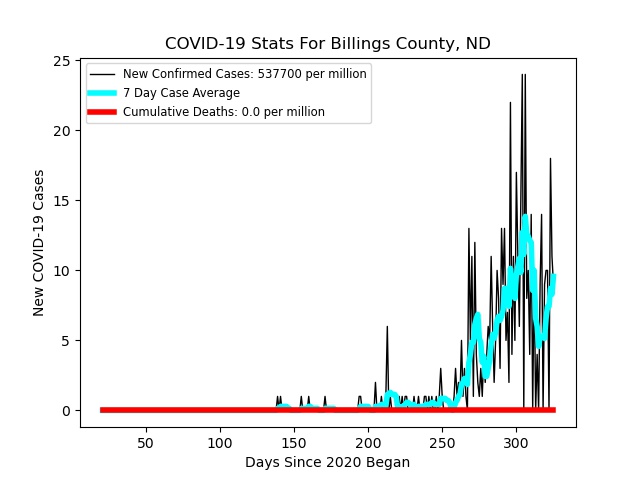 COVID-19 Stats For Billings County, ND
New Confirmed Cases: 537700 per million
7 Day Case Average
Cumulative Deaths: 0.0 per million
New COVID-19 Cases
25
20
15
10
5
0
50 100 150 200 250 300
Days Since 2020 Began